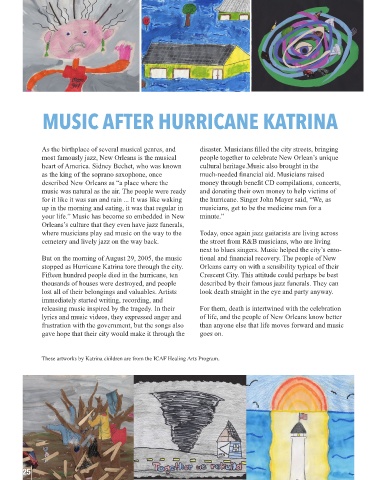 MUSIC AFTER HURRICANE KATRINA
As the birthplace of several musical genres, and
most famously jazz, New Orleans is the musical
heart of America. Sidney Bechet, who was known
as the king of the soprano saxophone, once
described New Orleans as “a place where the
music was natural as the air. The people were ready
for it like it was sun and rain ... It was like waking
up in the morning and eating, it was that regular in
your life.” Music has become so embedded in New
Orleans’s culture that they even have jazz funerals,
where musicians play sad music on the way to the
cemetery and lively jazz on the way back.
But on the morning of August 29, 2005, the music
stopped as Hurricane Katrina tore through the city.
Fifteen hundred people died in the hurricane, ten
thousands of houses were destroyed, and people
lost all of their belongings and valuables. Artists
immediately started writing, recording, and
releasing music inspired by the tragedy. In their
lyrics and music videos, they expressed anger and
frustration with the government, but the songs also
gave hope that their city would make it through the
disaster. Musicians filled the city streets, bringing
people together to celebrate New Orlean’s unique
cultural heritage.Music also brought in the
much-needed financial aid. Musicians raised
money through benefit CD compilations, concerts,
and donating their own money to help victims of
the hurricane. Singer John Mayer said, “We, as
musicians, get to be the medicine men for a
minute.”
Today, once again jazz guitarists are living across
the street from R&B musicians, who are living
next to blues singers. Music helped the city’s emo-
tional and financial recovery. The people of New
Orleans carry on with a sensibility typical of their
Crescent City. This attitude could perhaps be best
described by their famous jazz funerals. They can
look death straight in the eye and party anyway.
For them, death is intertwined with the celebration
of life, and the people of New Orleans know better
than anyone else that life moves forward and music
goes on.
These artworks by Katrina children are from the ICAF Healing Arts Program.
Together we rebuild
25